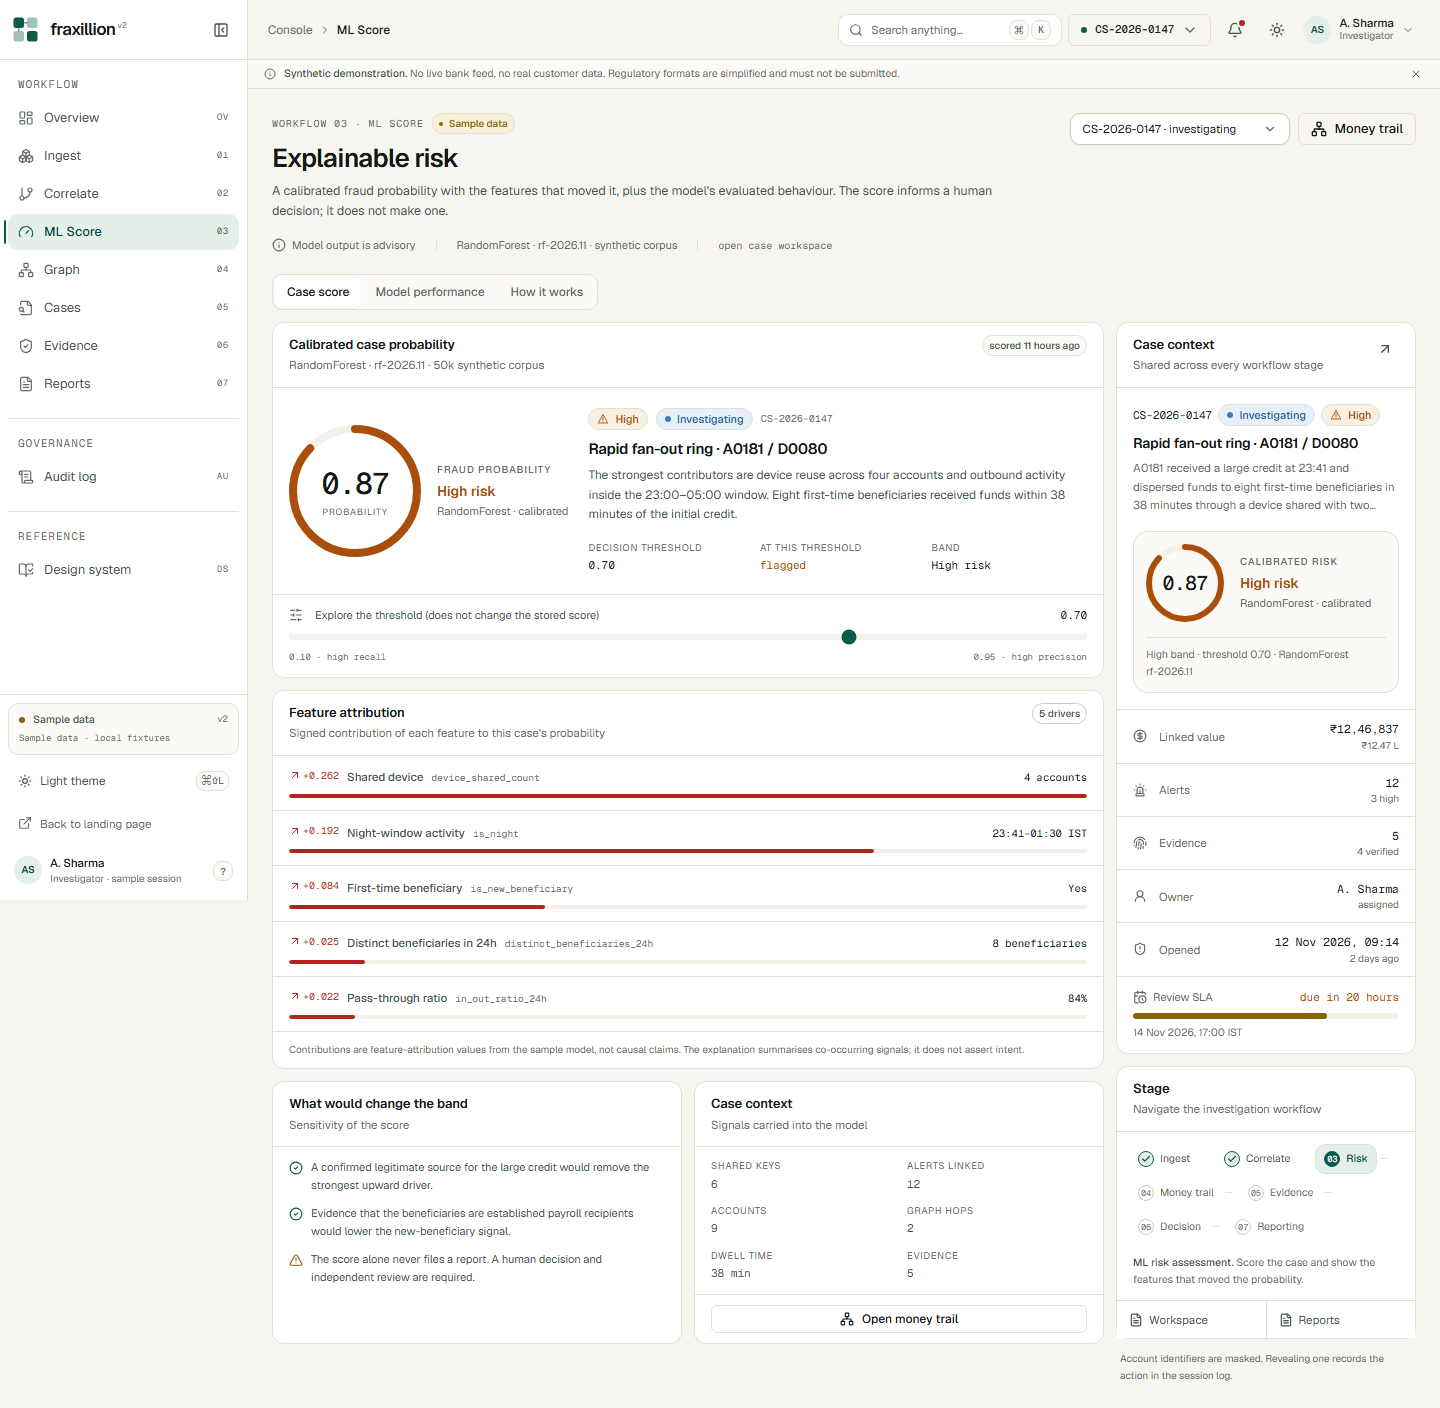 fraxillion v2
WORKFLOW
Overview OV
Ingest 01
Correlate 02
ML Score 03
Graph 04
Cases 05
Evidence 06
Reports 07
GOVERNANCE
Audit log AU
REFERENCE
Design system DS
Sample data v2
Sample data · local fixtures
Light theme ⌘⇧L
Back to landing page
AS A. Sharma
Investigator · sample session ?
Console > ML Score
Search anything... ⌘ K
CS-2026-0147
AS A. Sharma
Investigator
Synthetic demonstration. No live bank feed, no real customer data. Regulatory formats are simplified and must not be submitted.
WORKFLOW 03 · ML SCORE Sample data
CS-2026-0147 · investigating
Money trail
Explainable risk
A calibrated fraud probability with the features that moved it, plus the model's evaluated behaviour. The score informs a human
decision; it does not make one.
Model output is advisory RandomForest · rf-2026.11 · synthetic corpus open case workspace
Case score Model performance How it works
Calibrated case probability scored 11 hours ago
RandomForest · rf-2026.11 · 50k synthetic corpus
0.87
PROBABILITY
FRAUD PROBABILITY
High risk
RandomForest · calibrated
High Investigating CS-2026-0147
Rapid fan-out ring · A0181 / D0080
The strongest contributors are device reuse across four accounts and outbound activity
inside the 23:00–05:00 window. Eight first-time beneficiaries received funds within 38
minutes of the initial credit.
DECISION THRESHOLD AT THIS THRESHOLD BAND
0.70 flagged High risk
Explore the threshold (does not change the stored score) 0.70
0.10 · high recall 0.95 · high precision
Feature attribution 5 drivers
Signed contribution of each feature to this case's probability
+0.262 Shared device device_shared_count 4 accounts
+0.192 Night-window activity is_night 23:41–01:30 IST
+0.084 First-time beneficiary is_new_beneficiary Yes
+0.025 Distinct beneficiaries in 24h distinct_beneficiaries_24h 8 beneficiaries
+0.022 Pass-through ratio in_out_ratio_24h 84%
Contributions are feature-attribution values from the sample model, not causal claims. The explanation summarises co-occurring signals; it does not assert intent.
What would change the band
Sensitivity of the score
A confirmed legitimate source for the large credit would remove the
strongest upward driver.
Evidence that the beneficiaries are established payroll recipients
would lower the new-beneficiary signal.
The score alone never files a report. A human decision and
independent review are required.
Case context
Signals carried into the model
SHARED KEYS ALERTS LINKED
6 12
ACCOUNTS GRAPH HOPS
9 2
DWELL TIME EVIDENCE
38 min 5
Open money trail
Case context
Shared across every workflow stage
CS-2026-0147 Investigating High
Rapid fan-out ring · A0181 / D0080
A0181 received a large credit at 23:41 and
dispersed funds to eight first-time beneficiaries in
38 minutes through a device shared with two...
0.87
CALIBRATED RISK
High risk
RandomForest · calibrated
High band · threshold 0.70 · RandomForest
rf-2026.11
Linked value ₹12,46,837
₹12.47 L
Alerts 12
3 high
Evidence 5
4 verified
Owner A. Sharma
assigned
Opened 12 Nov 2026, 09:14
2 days ago
Review SLA due in 20 hours
14 Nov 2026, 17:00 IST
Stage
Navigate the investigation workflow
Ingest Correlate 03 Risk
04 Money trail 05 Evidence
06 Decision 07 Reporting
ML risk assessment. Score the case and show the
features that moved the probability.
Workspace Reports
Account identifiers are masked. Revealing one records the
action in the session log.